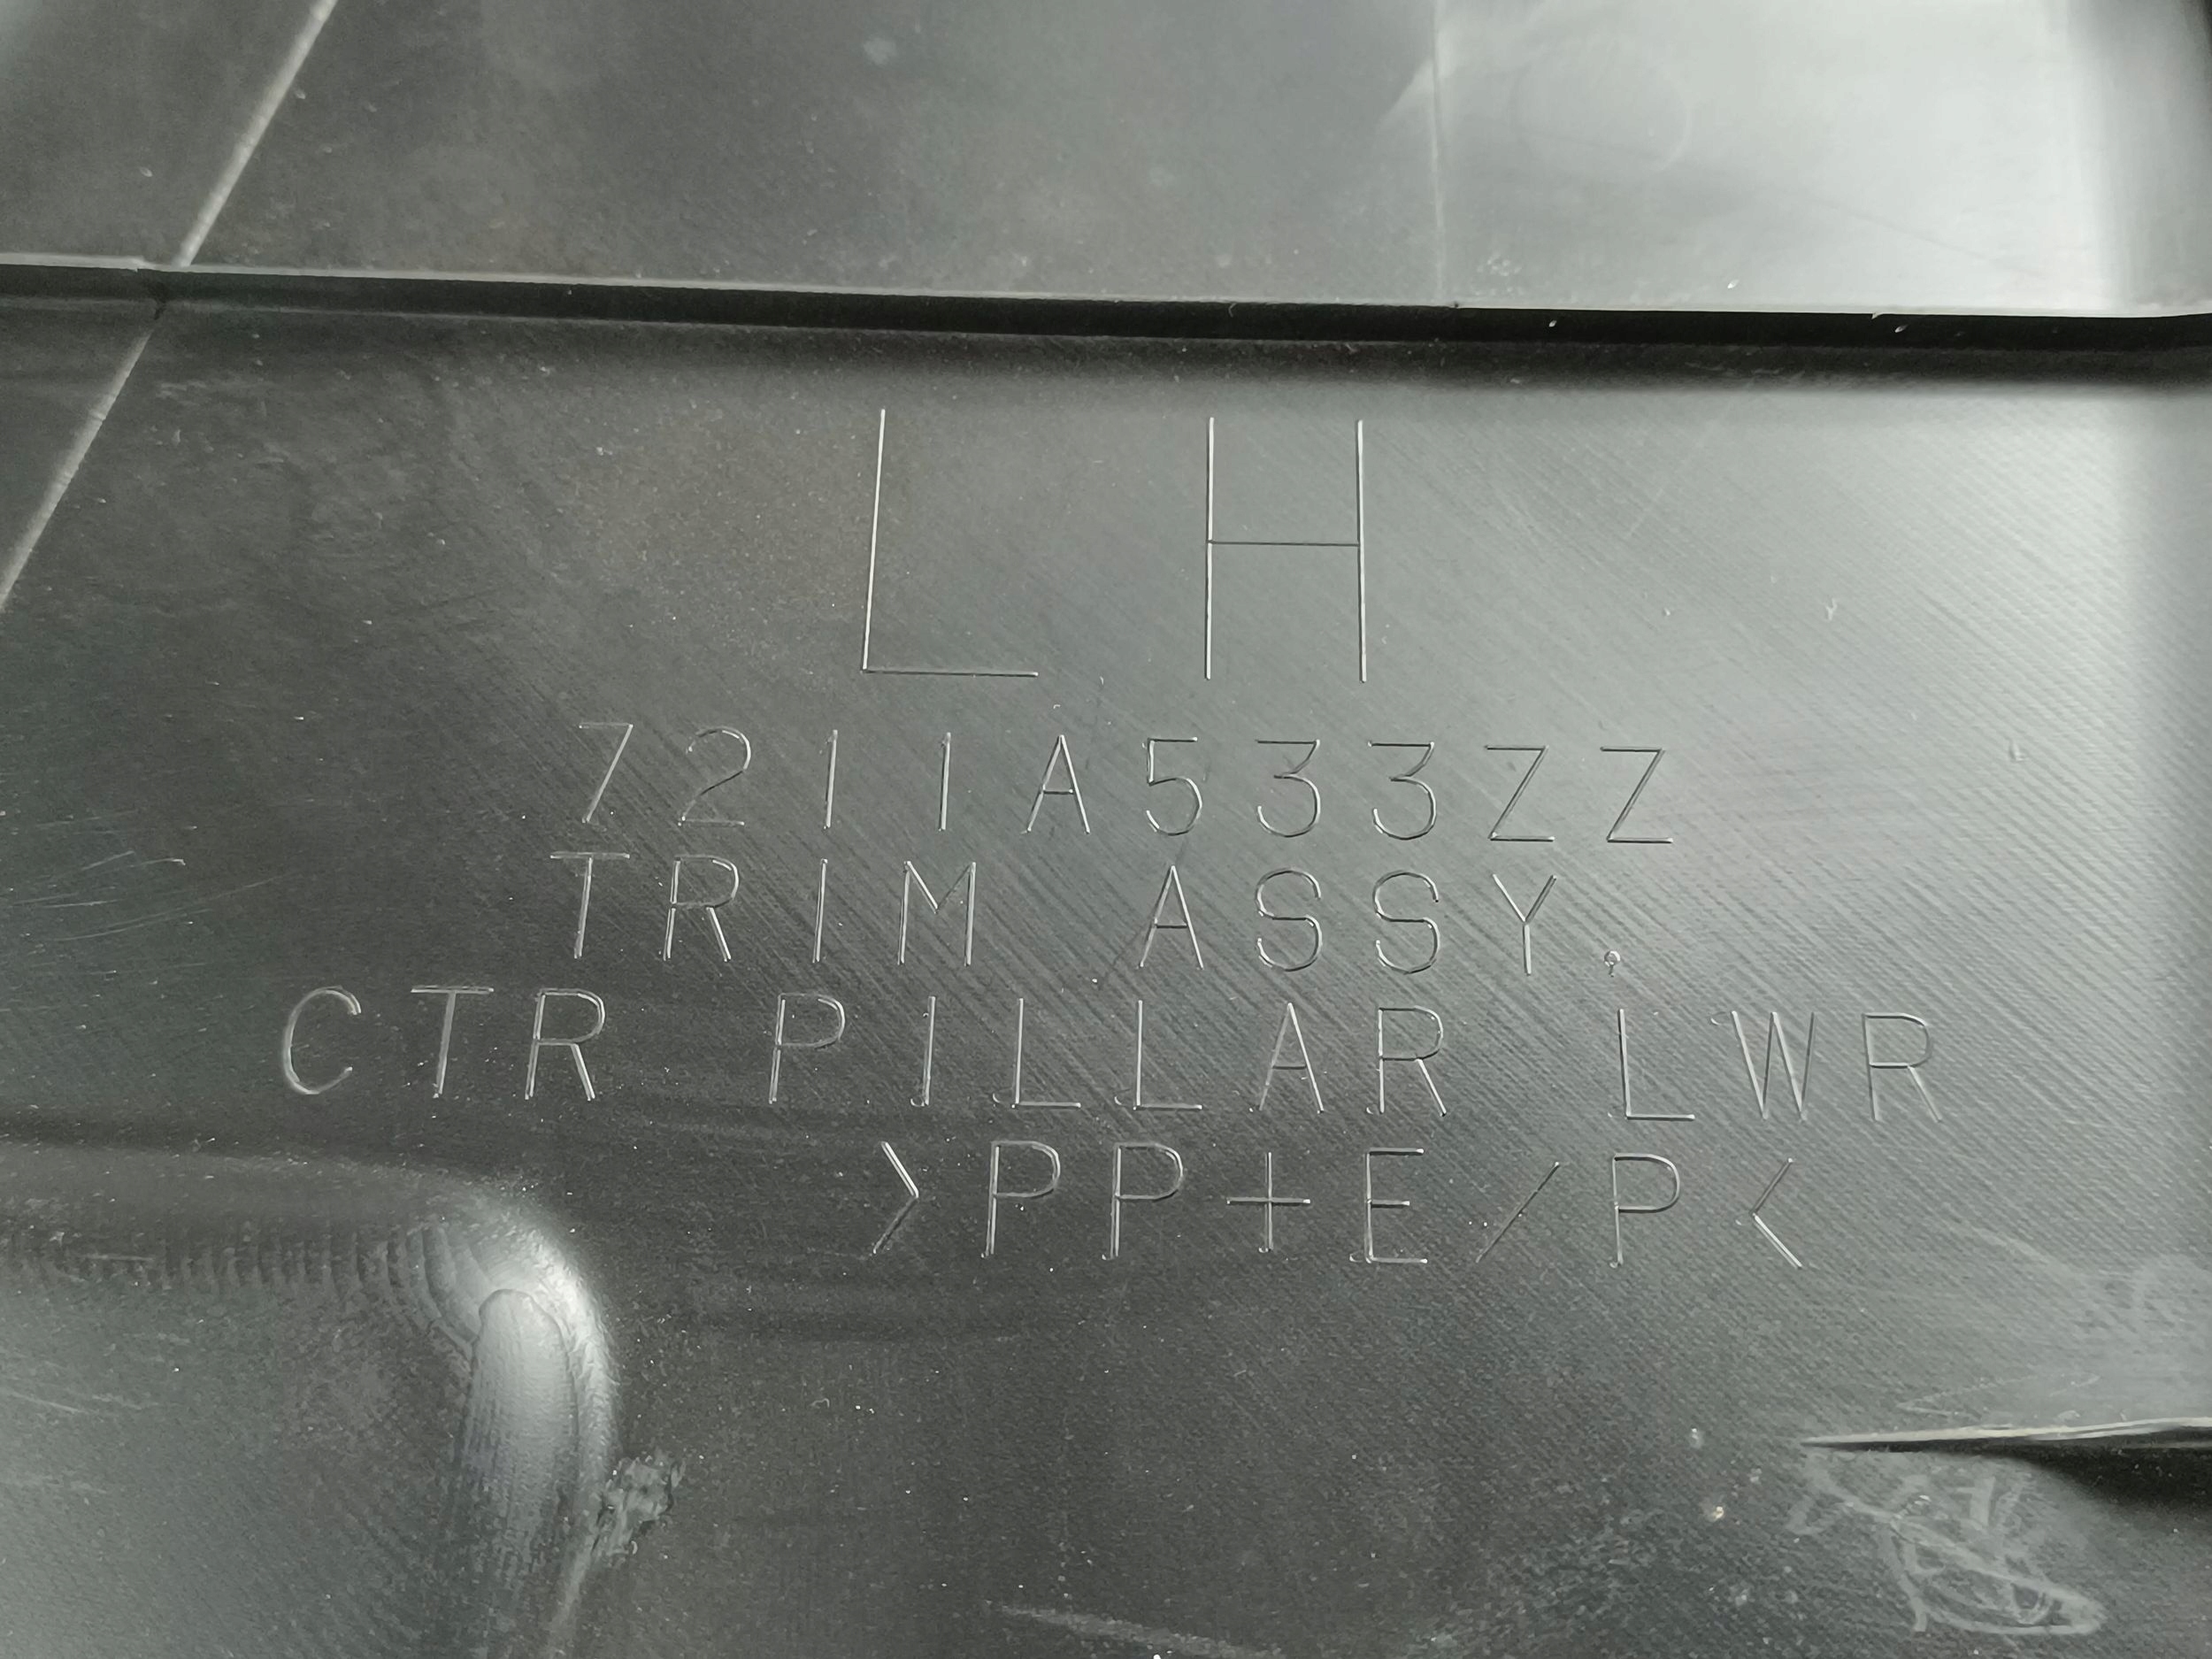 LH
7211A533ZZ
TRIM ASSY.
CTR PILLAR LWR
>PP+E/P<